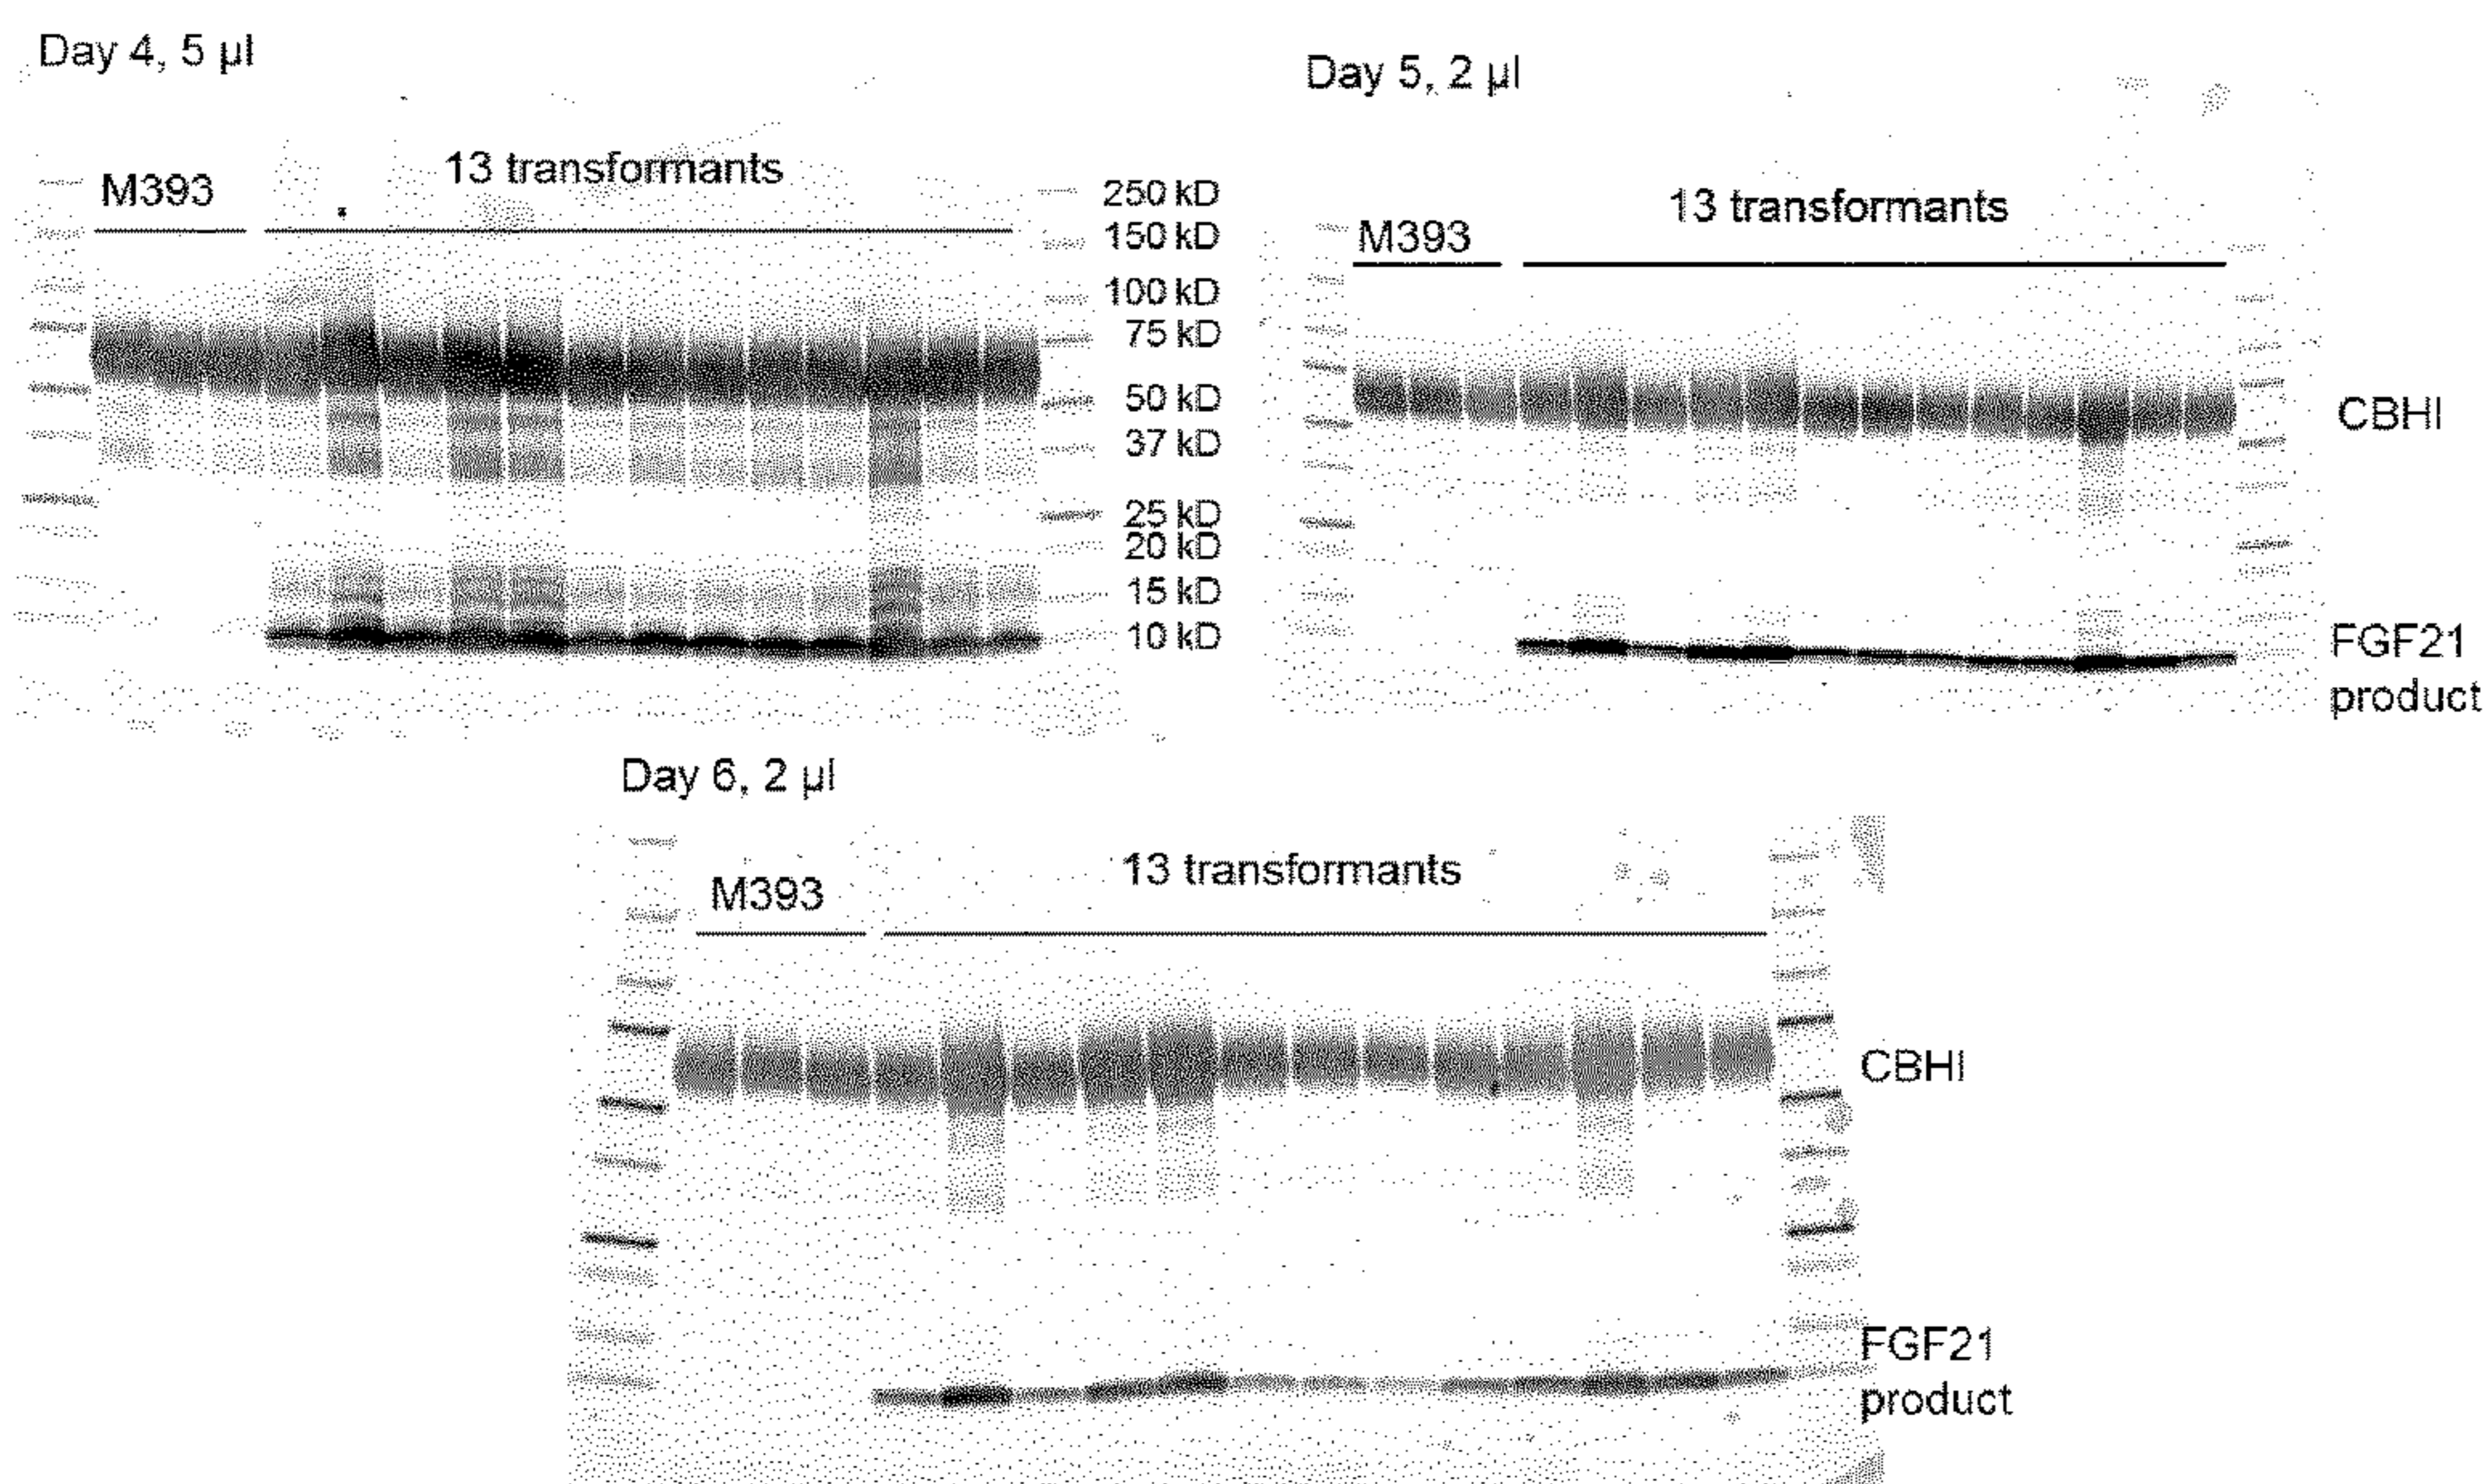 Day 4, 5 µl
M393
13 transformants
250 kD
150 kD
100 kD
75 kD
50 kD
37 kD
25 kD
20 kD
15 kD
10 kD
Day 5, 2 µl
M393
13 transformants
CBHI
FGF21
product
Day 6, 2 µl
M393
13 transformants
CBHI
FGF21
product